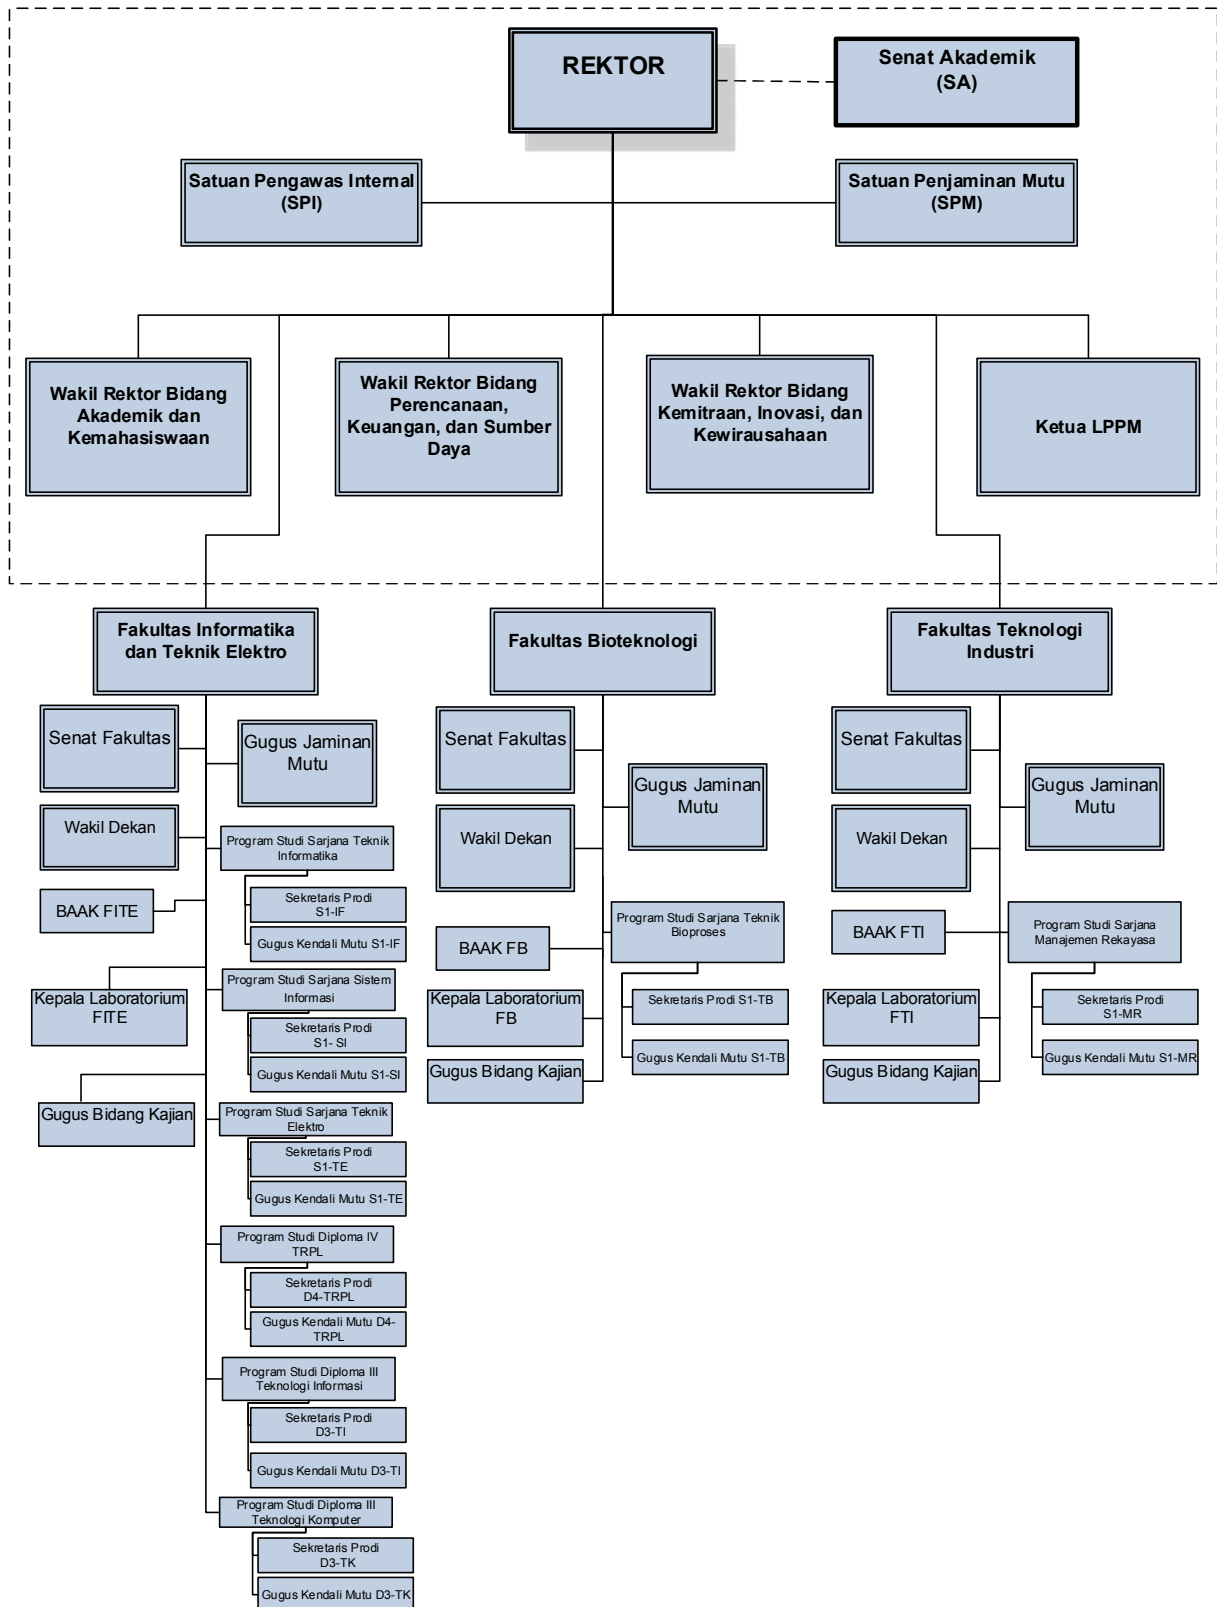 REKTOR
Senat Akademik
(SA)
Satuan Pengawas Internal
(SPI)
Satuan Penjaminan Mutu
(SPM)
Wakil Rektor Bidang
Akademik dan
Kemahasiswaan
Wakil Rektor Bidang
Perencanaan,
Keuangan, dan Sumber
Daya
Wakil Rektor Bidang
Kemitraan, Inovasi, dan
Kewirausahaan
Ketua LPPM
Fakultas Informatika
dan Teknik Elektro
Senat Fakultas
Gugus Jaminan
Mutu
Wakil Dekan
Program Studi Sarjana Teknik
Informatika
Sekretaris Prodi
S1-IF
BAAK FITE
Gugus Kendali Mutu S1-IF
Program Studi Sarjana Sistem
Informasi
Kepala Laboratorium
FITE
Sekretaris Prodi
S1- SI
Gugus Kendali Mutu S1-SI
Gugus Bidang Kajian
Program Studi Sarjana Teknik
Elektro
Sekretaris Prodi
S1-TE
Gugus Kendali Mutu S1-TE
Program Studi Diploma IV
TRPL
Sekretaris Prodi
D4-TRPL
Gugus Kendali Mutu D4-
TRPL
Program Studi Diploma III
Teknologi Informasi
Sekretaris Prodi
D3-TI
Gugus Kendali Mutu D3-TI
Program Studi Diploma III
Teknologi Komputer
Sekretaris Prodi
D3-TK
Gugus Kendali Mutu D3-TK
Fakultas Bioteknologi
Senat Fakultas
Gugus Jaminan
Mutu
Wakil Dekan
Program Studi Sarjana Teknik
Bioproses
BAAK FB
Sekretaris Prodi S1-TB
Kepala Laboratorium
FB
Gugus Kendali Mutu S1-TB
Gugus Bidang Kajian
Fakultas Teknologi
Industri
Senat Fakultas
Gugus Jaminan
Mutu
Wakil Dekan
BAAK FTI
Program Studi Sarjana
Manajemen Rekayasa
Kepala Laboratorium
FTI
Sekretaris Prodi
S1-MR
Gugus Kendali Mutu S1-MR
Gugus Bidang Kajian